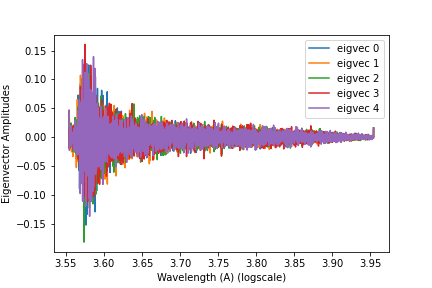 eigvec 0
eigvec 1
eigvec 2
eigvec 3
eigvec 4
Eigenvector Amplitudes
0.15
0.10
0.05
0.00
−0.05
−0.10
−0.15
3.55 3.60 3.65 3.70 3.75 3.80 3.85 3.90 3.95
Wavelength (A) (logscale)